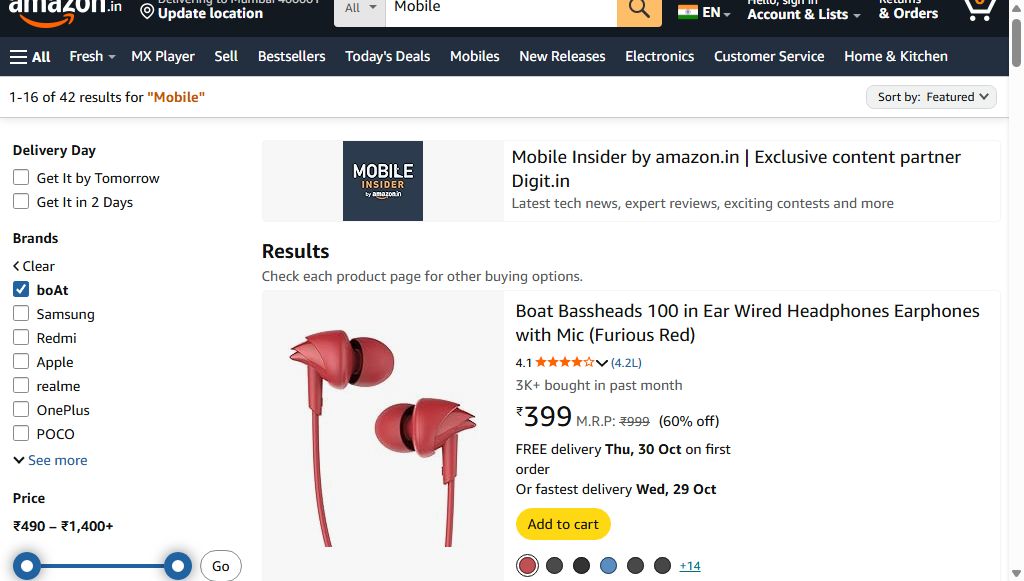 amazon.in
Update location
All
Mobile
EN
Hello, sign in
Account & Lists
Returns
& Orders
All
Fresh
MX Player
Sell
Bestsellers
Today's Deals
Mobiles
New Releases
Electronics
Customer Service
Home & Kitchen
1-16 of 42 results for "Mobile"
Sort by: Featured
Delivery Day
Get It by Tomorrow
Get It in 2 Days
Brands
Clear
boAt
Samsung
Redmi
Apple
realme
OnePlus
POCO
See more
Price
₹490 – ₹1,400+
Go
MOBILE
INSIDER
by amazon.in
Mobile Insider by amazon.in | Exclusive content partner
Digit.in
Latest tech news, expert reviews, exciting contests and more
Results
Check each product page for other buying options.
Boat Bassheads 100 in Ear Wired Headphones Earphones
with Mic (Furious Red)
4.1 (4.2L)
3K+ bought in past month
₹399 M.R.P: ₹999 (60% off)
FREE delivery Thu, 30 Oct on first
order
Or fastest delivery Wed, 29 Oct
Add to cart
+14